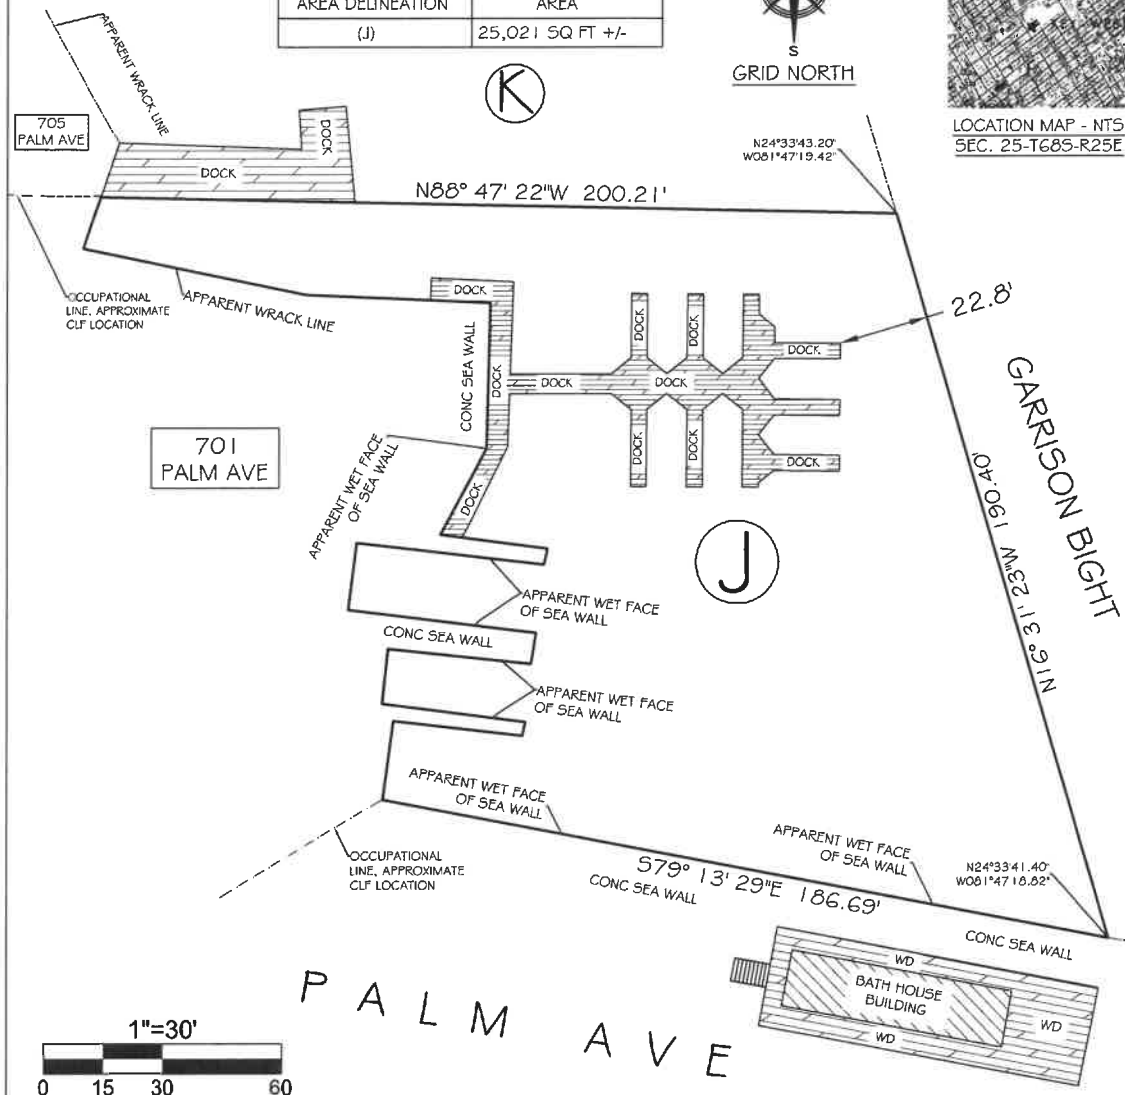 AREA DELINEATION
AREA
(J)
25,021 SQ FT +/-
S
GRID NORTH
LOCATION MAP - NTS
SEC. 25-T68S-R25E
K
APPARENT WRACK LINE
705
PALM AVE
DOCK
DOCK
N24°33'43.20"
W081°47'19.42"
N88° 47' 22"W 200.21'
OCCUPATIONAL
LINE, APPROXIMATE
CLF LOCATION
APPARENT WRACK LINE
DOCK
CONC SEA WALL
DOCK
DOCK
DOCK
DOCK
DOCK
DOCK
DOCK
DOCK
DOCK
22.8'
GARRISON BIGHT
N16° 31' 23"W 190.40'
701
PALM AVE
APPARENT WET FACE
OF SEA WALL
DOCK
J
APPARENT WET FACE
OF SEA WALL
CONC SEA WALL
APPARENT WET FACE
OF SEA WALL
APPARENT WET FACE
OF SEA WALL
OCCUPATIONAL
LINE, APPROXIMATE
CLF LOCATION
APPARENT WET FACE
OF SEA WALL
N24°33'41.40"
W081°47'18.82"
S79° 13' 29"E 186.69'
CONC SEA WALL
CONC SEA WALL
WD
BATH HOUSE
BUILDING
WD
WD
PALM AVE
1"=30'
0 15 30 60